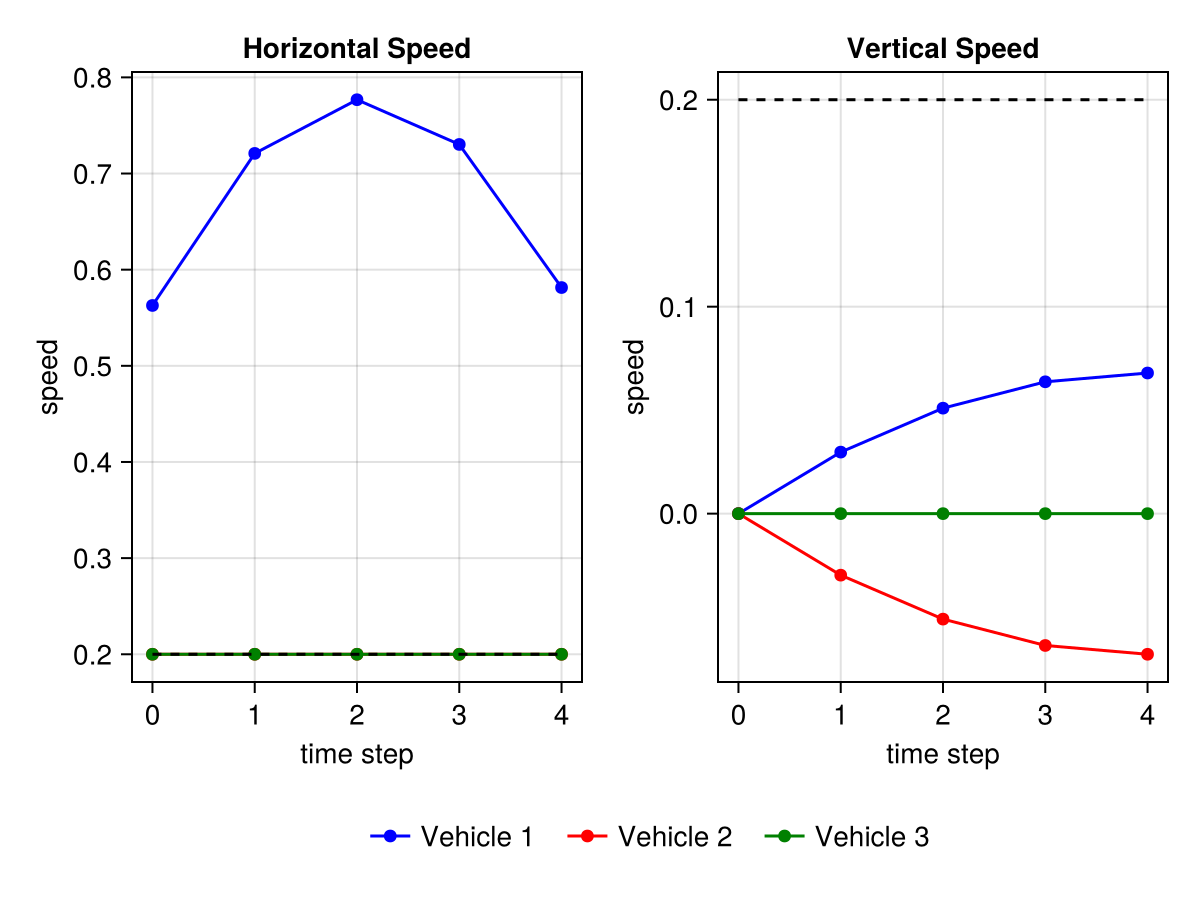 Horizontal Speed
Vertical Speed
0.8
0.7
0.6
0.5
0.4
0.3
0.2
speed
0 1 2 3 4
time step
0.2
0.1
0.0
speed
0 1 2 3 4
time step
Vehicle 1 Vehicle 2 Vehicle 3